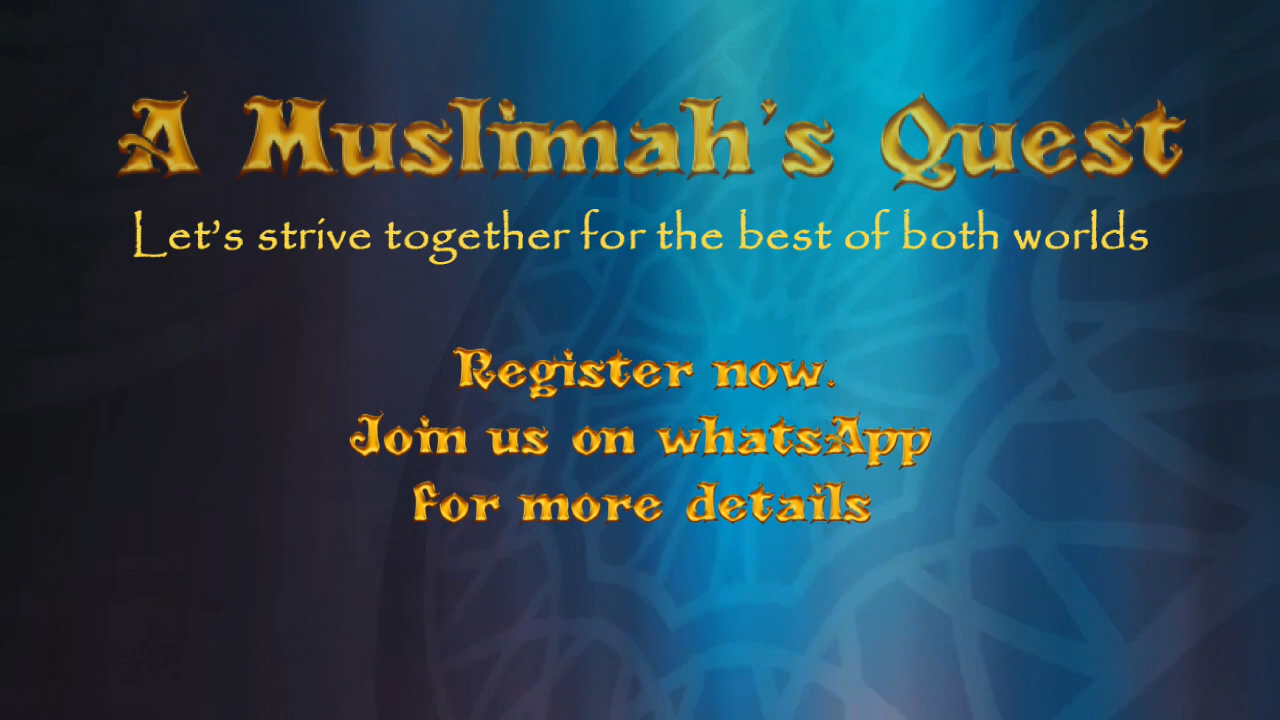 A Muslimah's Quest
Let's strive together for the best of both worlds
Register now.
Join us on whatsApp
for more details